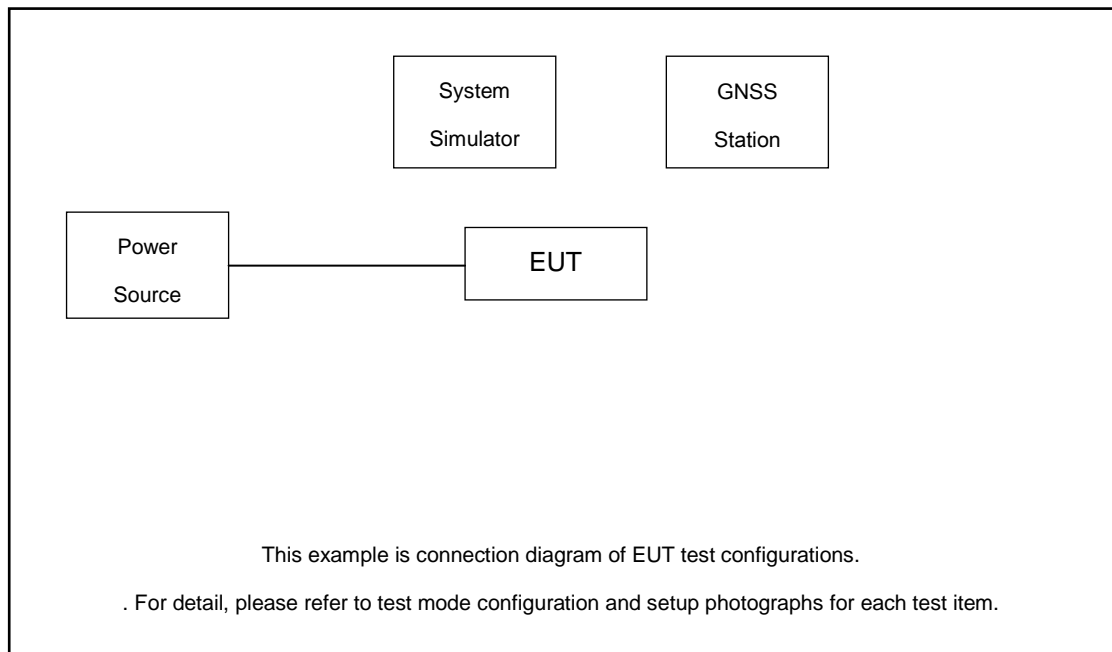 System
Simulator
GNSS
Station
Power
Source
EUT
This example is connection diagram of EUT test configurations.
. For detail, please refer to test mode configuration and setup photographs for each test item.